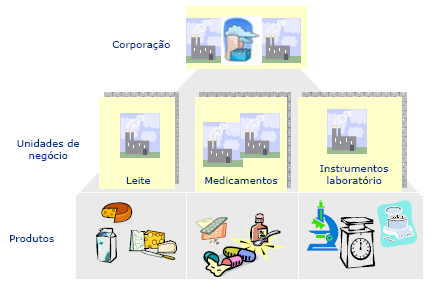 Corporação
Unidades de
negócio
Leite
Medicamentos
Instrumentos
laboratório
Produtos